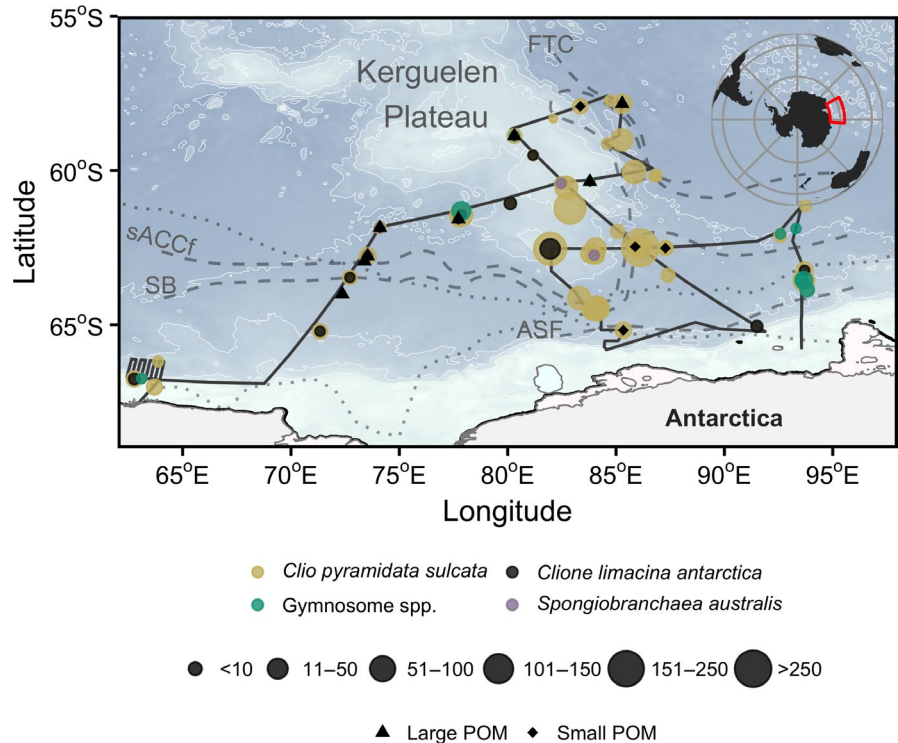 55°S
60°S
65°S
Latitude
FTC
Kerguelen
Plateau
sACCf
SB
ASF
Antarctica
65°E
70°E
75°E
80°E
85°E
90°E
95°E
Longitude
Clio pyramidata sulcata
Clione limacina antarctica
Gymnosome spp.
Spongiobranchaea australis
<10
11–50
51–100
101–150
151–250
>250
Large POM
Small POM